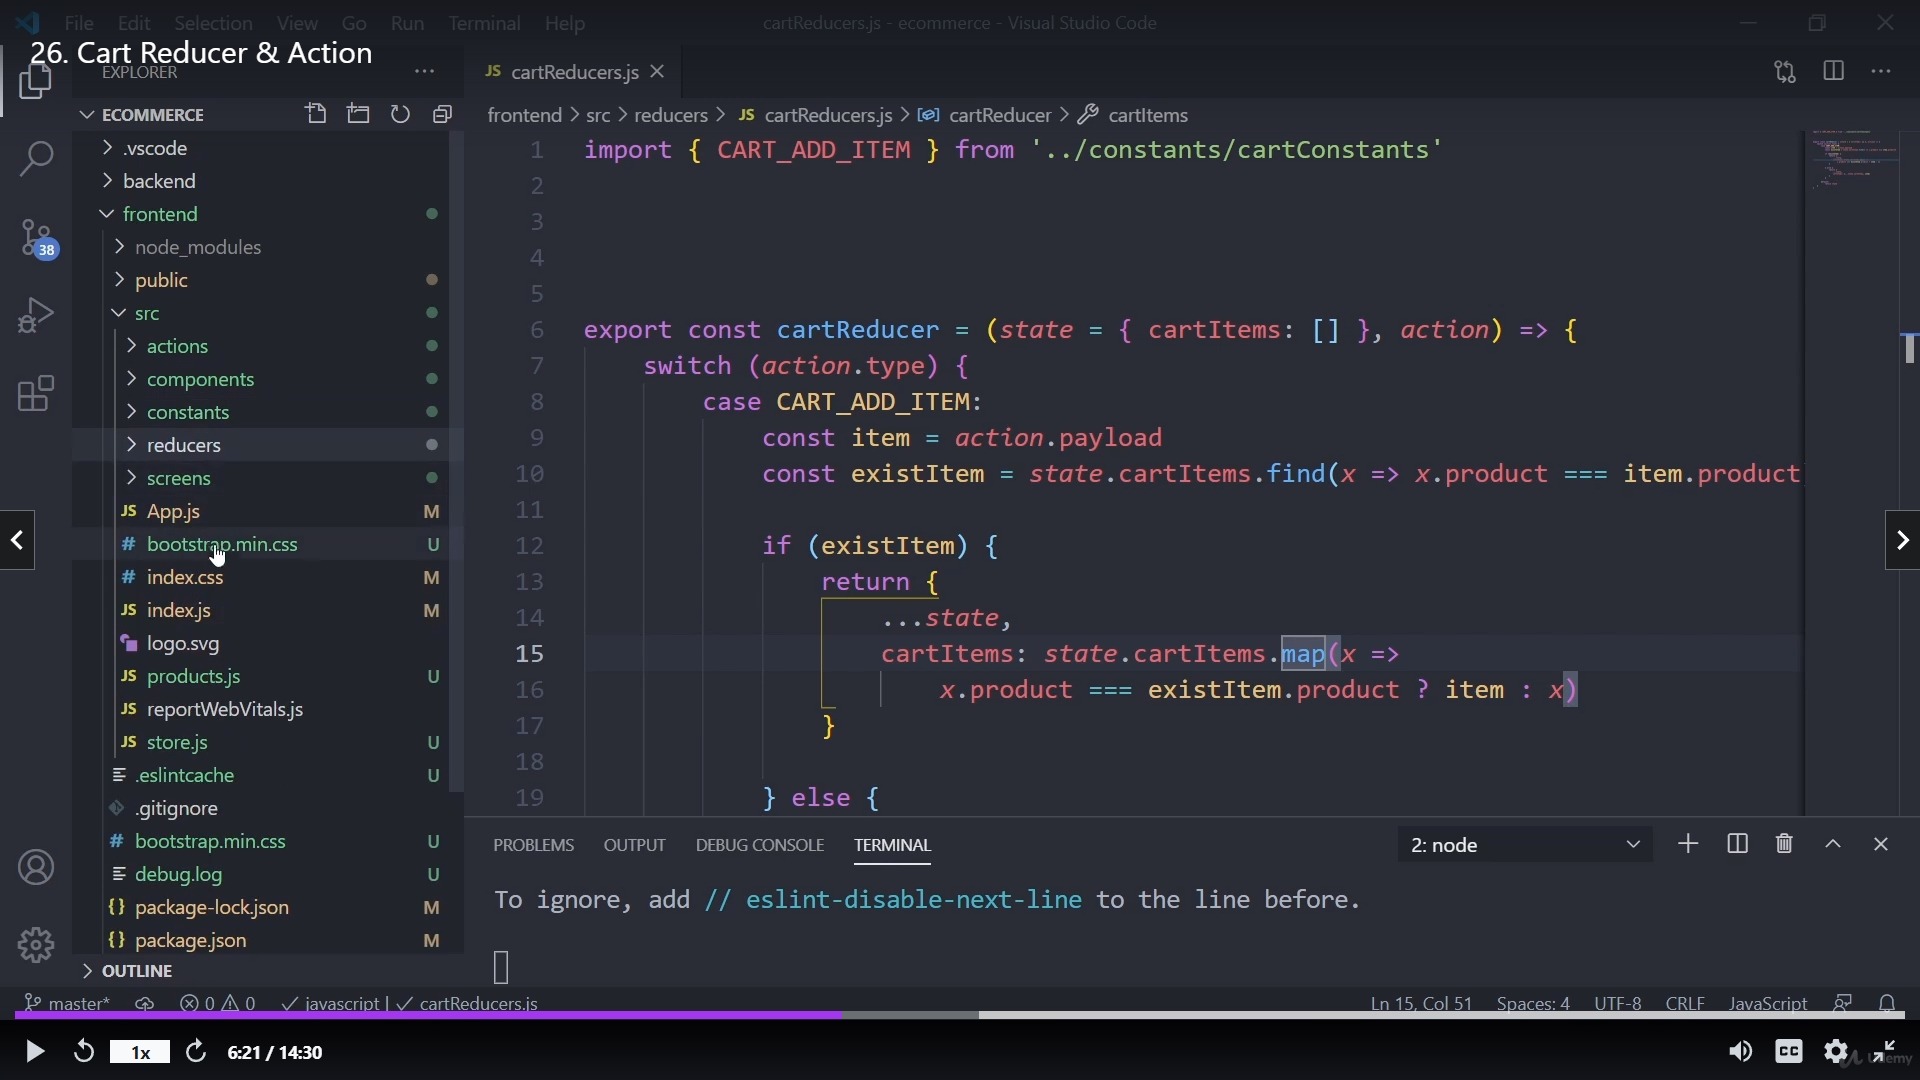 File Edit Selection View Go Run Terminal Help
cartReducers.js - ecommerce - Visual Studio Code
26. Cart Reducer & Action
EXPLORER
JS cartReducers.js
ECOMMERCE
frontend > src > reducers > JS cartReducers.js > cartReducer > cartItems
38
.vscode
backend
frontend
node_modules
public
src
actions
components
constants
reducers
screens
JS App.js M
# bootstrap.min.css U
# index.css M
JS index.js M
logo.svg
JS products.js U
JS reportWebVitals.js
JS store.js U
.eslintcache U
.gitignore
# bootstrap.min.css U
debug.log U
{} package-lock.json M
{} package.json M
OUTLINE
1 import { CART_ADD_ITEM } from '../constants/cartConstants'
2
3
4
5
6 export const cartReducer = (state = { cartItems: [] }, action) => {
7 switch (action.type) {
8 case CART_ADD_ITEM:
9 const item = action.payload
10 const existItem = state.cartItems.find(x => x.product === item.product
11
12 if (existItem) {
13 return {
14 ...state,
15 cartItems: state.cartItems.map(x =>
16 x.product === existItem.product ? item : x)
17 }
18
19 } else {
PROBLEMS OUTPUT DEBUG CONSOLE TERMINAL
2: node
To ignore, add // eslint-disable-next-line to the line before.
master* 0 0 javascript | cartReducers.js
Ln 15, Col 51 Spaces: 4 UTF-8 CRLF JavaScript
1x 6:21 / 14:30
CC
Udemy